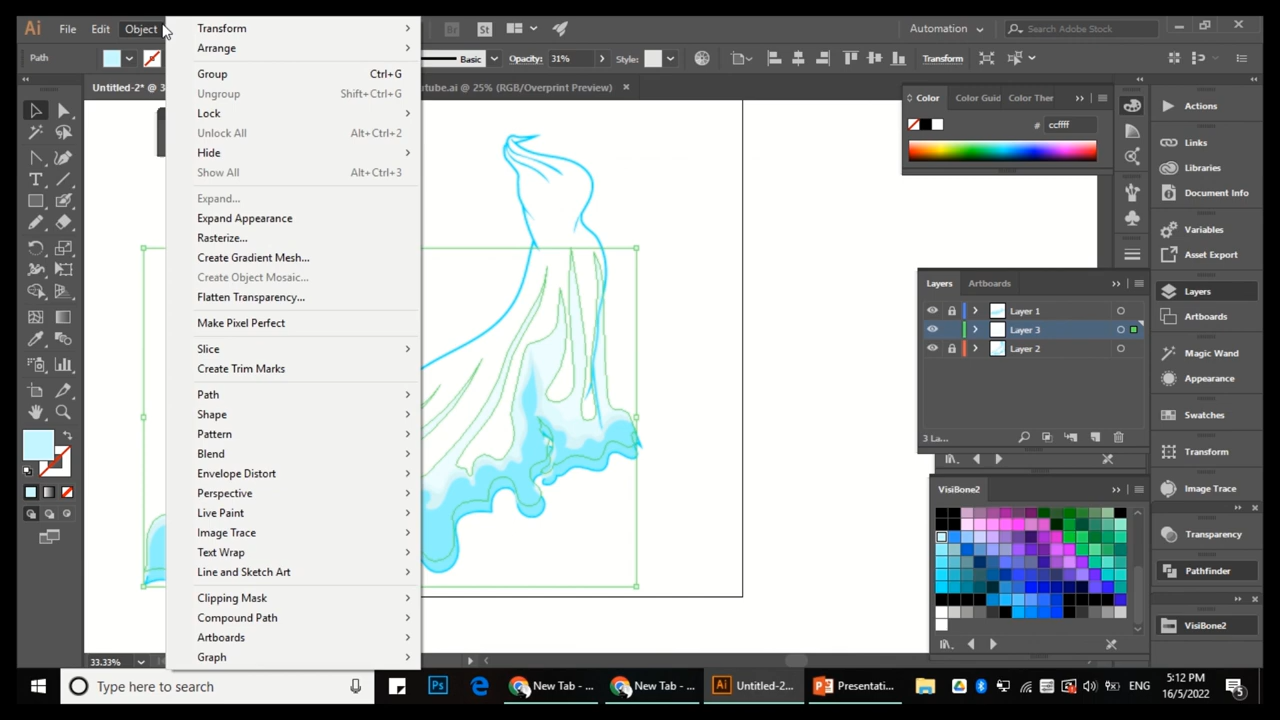 Ai File Edit Object Br St Automation Search Adobe Stock
Path Basic Opacity: 31% Style: Transform
Untitled-2* @ 3 utube.ai @ 25% (RGB/Overprint Preview)
Transform
Arrange
Group Ctrl+G
Ungroup Shift+Ctrl+G
Lock
Unlock All Alt+Ctrl+2
Hide
Show All Alt+Ctrl+3
Expand...
Expand Appearance
Rasterize...
Create Gradient Mesh...
Create Object Mosaic...
Flatten Transparency...
Make Pixel Perfect
Slice
Create Trim Marks
Path
Shape
Pattern
Blend
Envelope Distort
Perspective
Live Paint
Image Trace
Text Wrap
Line and Sketch Art
Clipping Mask
Compound Path
Artboards
Graph
Color Color Guid Color Ther
# ccffff
Layers Artboards
Layer 1
Layer 3
Layer 2
3 La...
VisiBone2
Actions
Links
Libraries
Document Info
Variables
Asset Export
Layers
Artboards
Magic Wand
Appearance
Swatches
Transform
Image Trace
Transparency
Pathfinder
VisiBone2
33.33%
Type here to search Ps New Tab - ... New Tab - ... Ai Untitled-2... Presentati... ENG 5:12 PM
16/5/2022 5